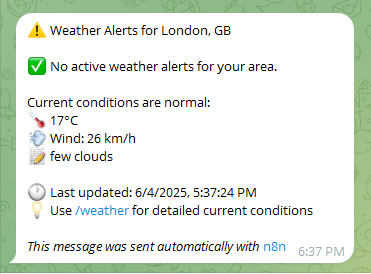 ⚠️ Weather Alerts for London, GB
✅ No active weather alerts for your area.
Current conditions are normal:
🌡️ 17°C
💨 Wind: 26 km/h
📝 few clouds
🕐 Last updated: 6/4/2025, 5:37:24 PM
💡 Use /weather for detailed current conditions
This message was sent automatically with n8n
6:37 PM